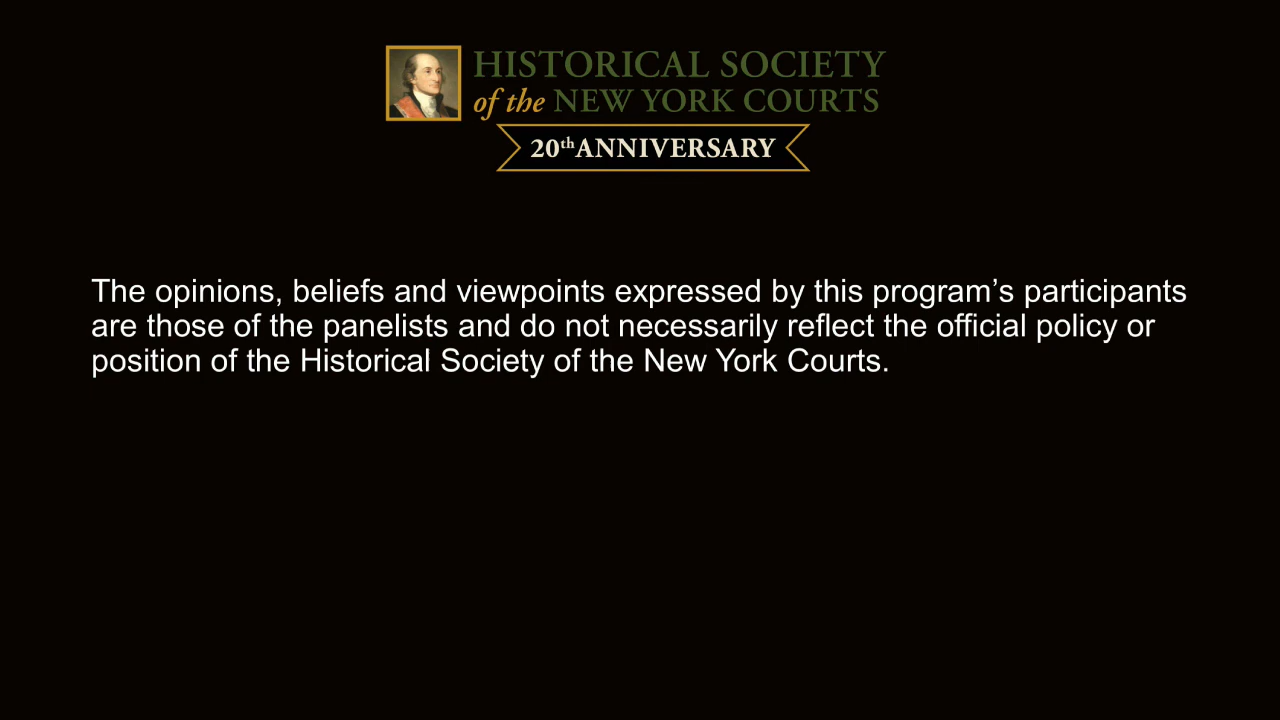 HISTORICAL SOCIETY
of the NEW YORK COURTS
20th ANNIVERSARY
The opinions, beliefs and viewpoints expressed by this program’s participants
are those of the panelists and do not necessarily reflect the official policy or
position of the Historical Society of the New York Courts.